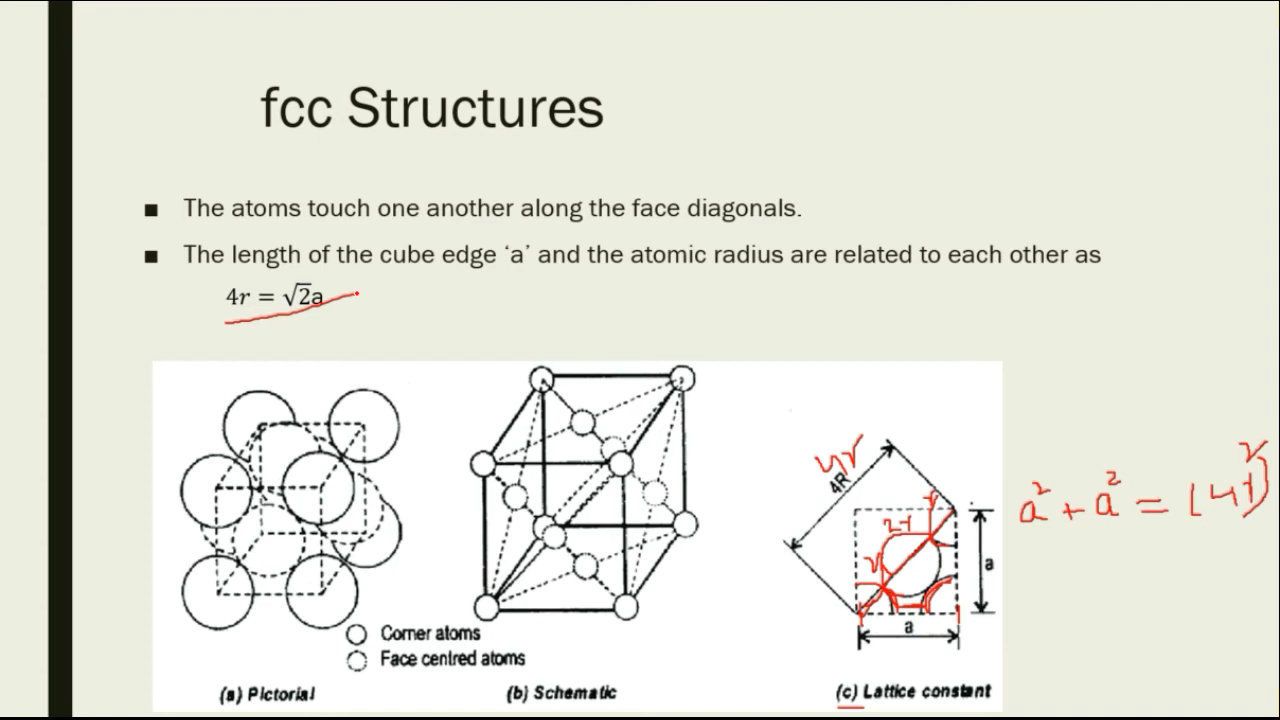 fcc Structures
■ The atoms touch one another along the face diagonals.
■ The length of the cube edge ‘a’ and the atomic radius are related to each other as
4r = √2a
4r
4R
r
2r
r
a² + a² = (4r)²
a
a
Corner atoms
Face centred atoms
(a) Pictorial
(b) Schematic
(c) Lattice constant